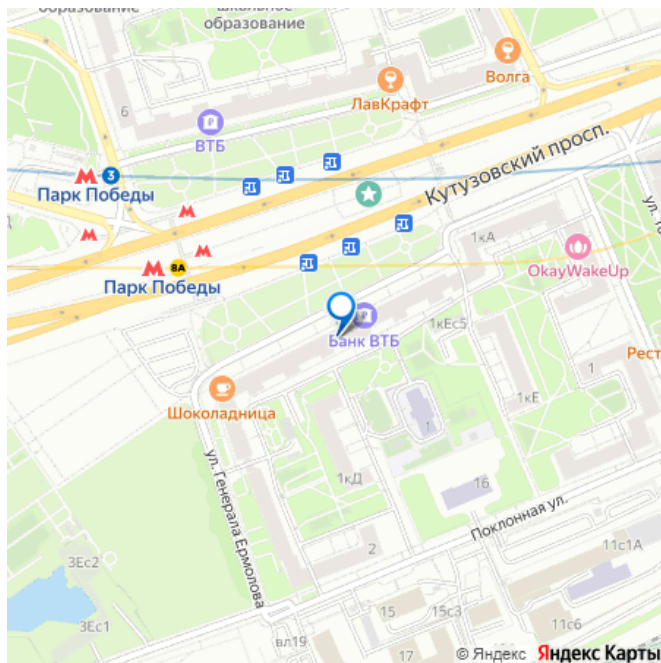 образование
школьное
образование
Волга
ЛавКрафт
6
ВТБ
Кутузовский просп.
3
Парк Победы
8А
Парк Победы
1кА
OkayWakeUp
Банк ВТБ
1кЕс5
Рест
Шоколадница
1кЕ
1
ул. Генерала Ермолова
1кД
16
Поклонная ул.
2
11с1А
3Ес2
3Ес1
15
15с3
11с6
вл19
17
© Яндекс Яндекс Карты